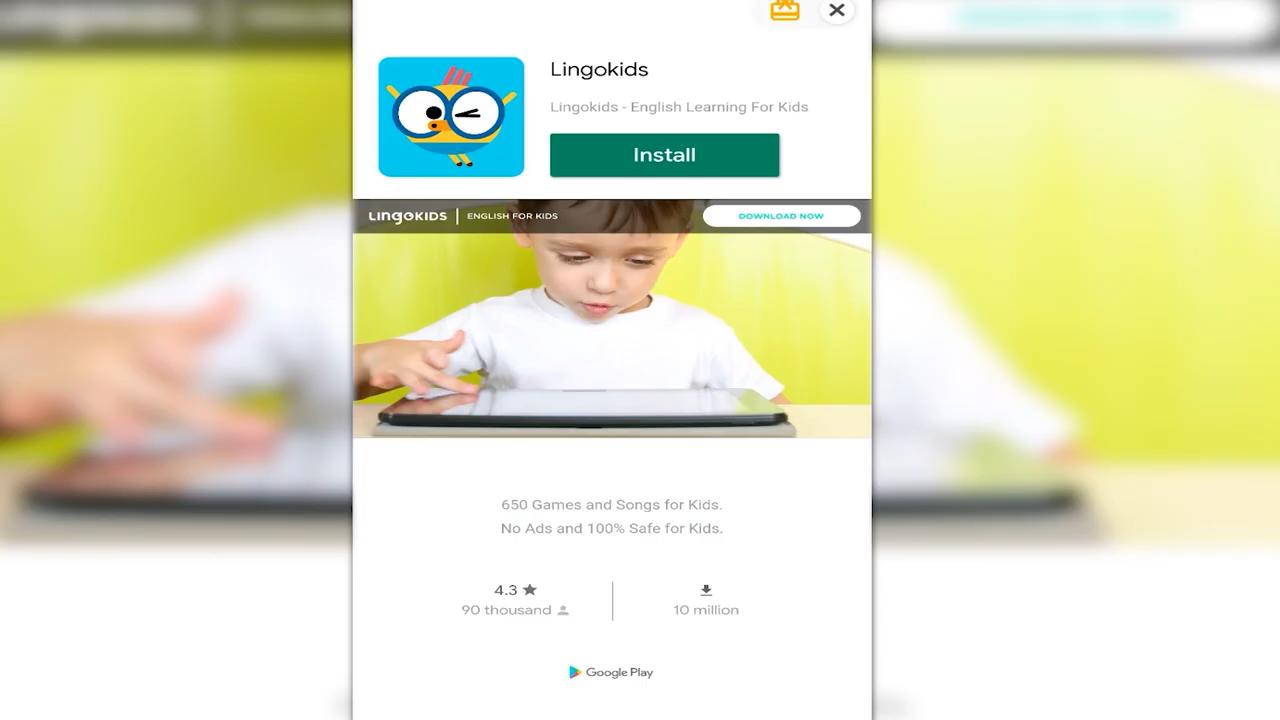 Lingokids
Lingokids - English Learning For Kids
Install
LINGOKIDS | ENGLISH FOR KIDS
DOWNLOAD NOW
650 Games and Songs for Kids.
No Ads and 100% Safe for Kids.
4.3
90 thousand
10 million
Google Play